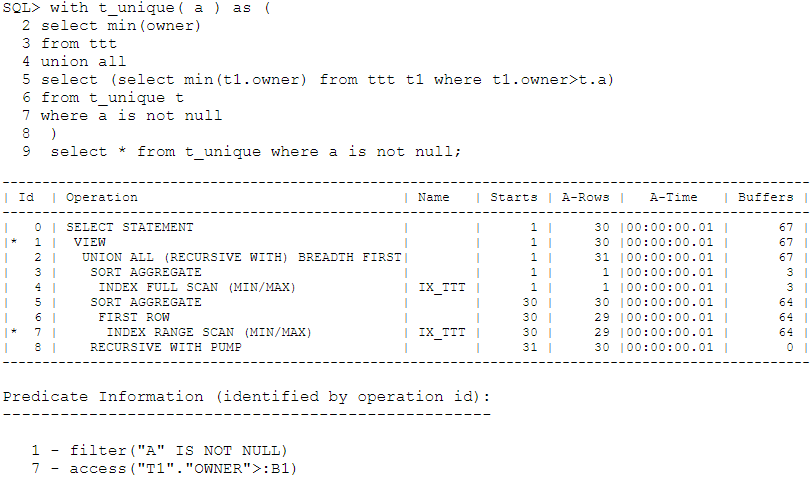 SQL> with t_unique( a ) as (
  2 select min(owner)
  3 from ttt
  4 union all
  5 select (select min(t1.owner) from ttt t1 where t1.owner>t.a)
  6 from t_unique t
  7 where a is not null
  8  )
  9  select * from t_unique where a is not null;
-------------------------------------------------------------------------------------
| Id  | Operation                                 | Name   | Starts | A-Rows |   A-Time   | Buffers |
-------------------------------------------------------------------------------------
|   0 | SELECT STATEMENT                          |        |      1 |     30 |00:00:00.01 |      67 |
|*  1 |  VIEW                                     |        |      1 |     30 |00:00:00.01 |      67 |
|   2 |   UNION ALL (RECURSIVE WITH) BREADTH FIRST|        |      1 |     31 |00:00:00.01 |      67 |
|   3 |    SORT AGGREGATE                         |        |      1 |      1 |00:00:00.01 |       3 |
|   4 |     INDEX FULL SCAN (MIN/MAX)             | IX_TTT |      1 |      1 |00:00:00.01 |       3 |
|   5 |    SORT AGGREGATE                         |        |     30 |     30 |00:00:00.01 |      64 |
|   6 |     FIRST ROW                             |        |     30 |     29 |00:00:00.01 |      64 |
|*  7 |      INDEX RANGE SCAN (MIN/MAX)           | IX_TTT |     30 |     29 |00:00:00.01 |      64 |
|   8 |    RECURSIVE WITH PUMP                    |        |     31 |     30 |00:00:00.01 |       0 |
-------------------------------------------------------------------------------------
Predicate Information (identified by operation id):
---------------------------------------------------
   1 - filter("A" IS NOT NULL)
   7 - access("T1"."OWNER">:B1)